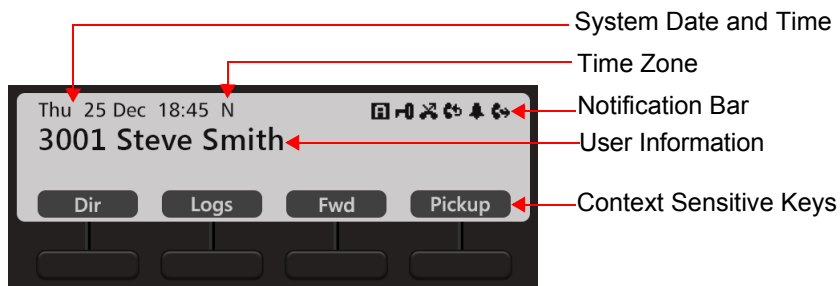 System Date and Time
Time Zone
Thu 25 Dec 18:45 N
Notification Bar
3001 Steve Smith
User Information
Dir Logs Fwd Pickup
Context Sensitive Keys